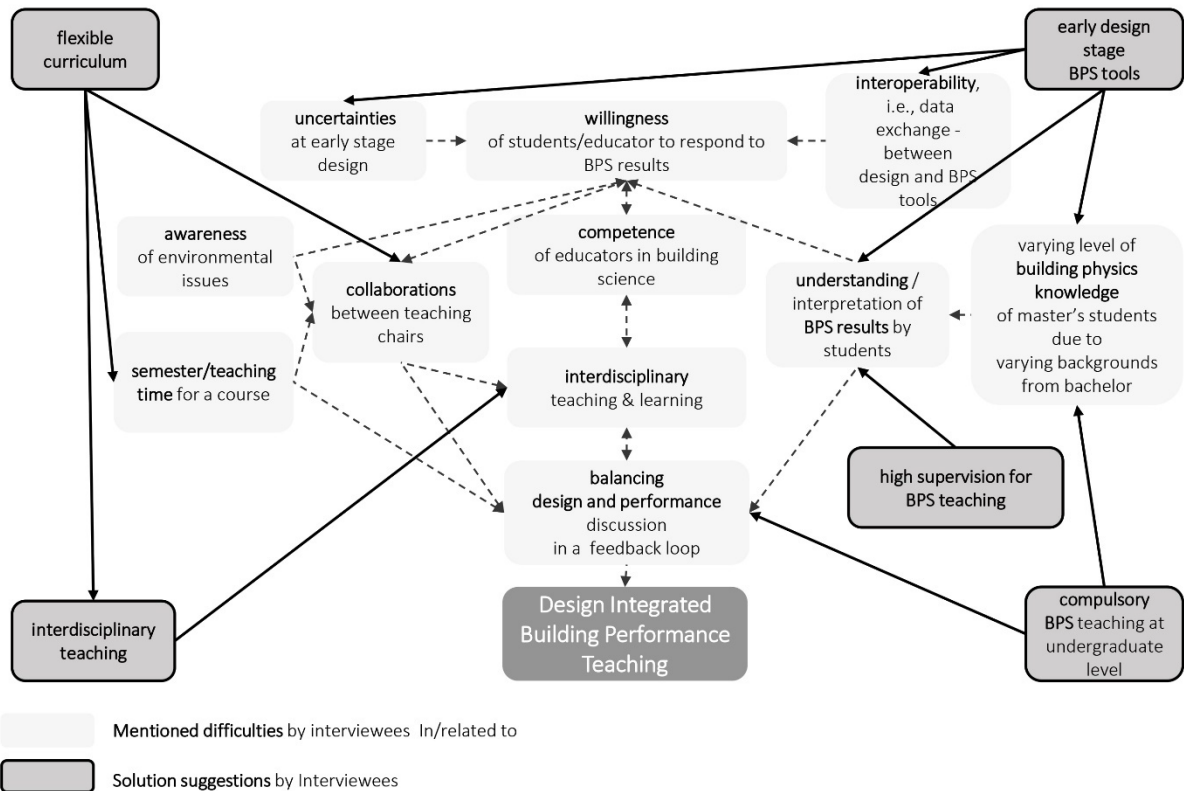 flexible
curriculum
early design
stage
BPS tools
uncertainties
at early stage
design
willingness
of students/educator to respond to
BPS results
interoperability,
i.e., data
exchange -
between
design and BPS
tools
awareness
of environmental
issues
collaborations
between teaching
chairs
competence
of educators in building
science
understanding /
interpretation of
BPS results by
students
varying level of
building physics
knowledge
of master's students
due to
varying backgrounds
from bachelor
semester/teaching
time for a course
interdisciplinary
teaching & learning
balancing
design and performance
discussion
in a feedback loop
high supervision for
BPS teaching
interdisciplinary
teaching
Design Integrated
Building Performance
Teaching
compulsory
BPS teaching at
undergraduate
level
Mentioned difficulties by interviewees In/related to
Solution suggestions by Interviewees